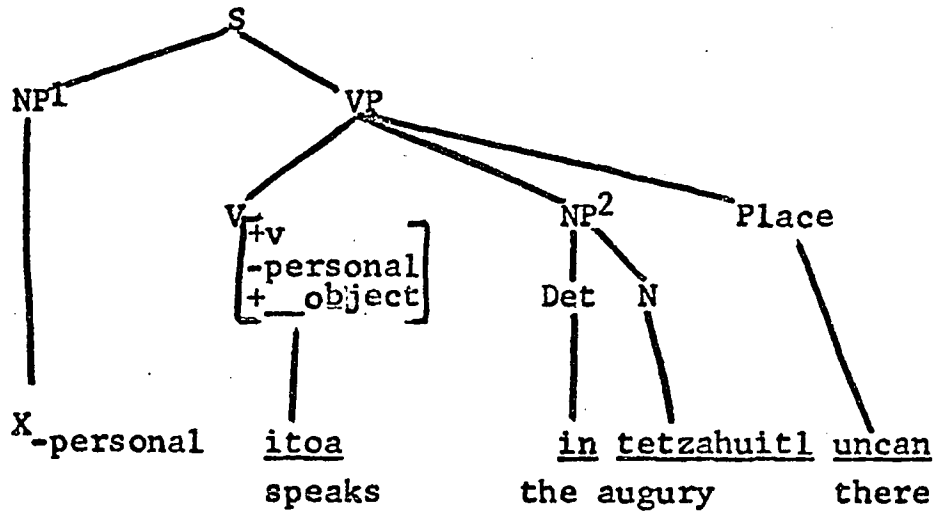 S
NP1 VP
V NP2 Place
+v
-personal
+__object
Det N
X-personal itoa in tetzahuitl uncan
speaks the augury there